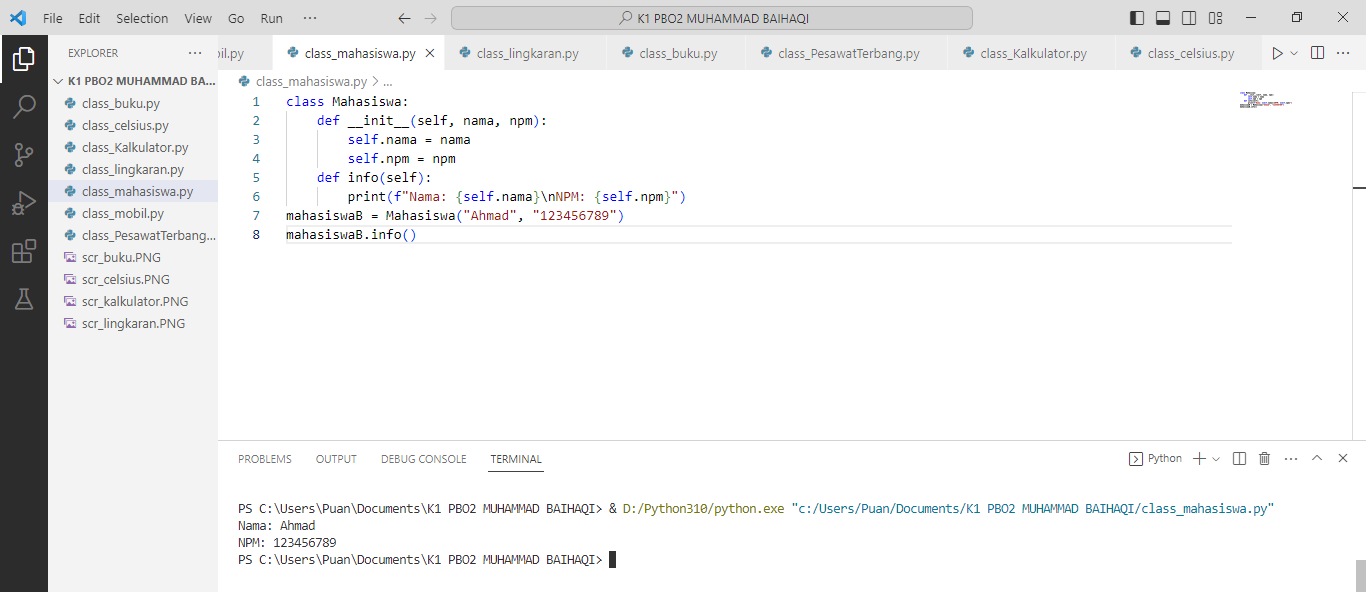 File Edit Selection View Go Run ··· K1 PBO2 MUHAMMAD BAIHAQI
EXPLORER ···
K1 PBO2 MUHAMMAD BA...
class_buku.py
class_celsius.py
class_Kalkulator.py
class_lingkaran.py
class_mahasiswa.py
class_mobil.py
class_PesawatTerbang...
scr_buku.PNG
scr_celsius.PNG
scr_kalkulator.PNG
scr_lingkaran.PNG
class_mahasiswa.py class_lingkaran.py class_buku.py class_PesawatTerbang.py class_Kalkulator.py class_celsius.py
class_mahasiswa.py > ...
1 class Mahasiswa:
2     def __init__(self, nama, npm):
3         self.nama = nama
4         self.npm = npm
5     def info(self):
6         print(f"Nama: {self.nama}\nNPM: {self.npm}")
7 mahasiswaB = Mahasiswa("Ahmad", "123456789")
8 mahasiswaB.info()
PROBLEMS OUTPUT DEBUG CONSOLE TERMINAL Python
PS C:\Users\Puan\Documents\K1 PBO2 MUHAMMAD BAIHAQI> & D:/Python310/python.exe "c:/Users/Puan/Documents/K1 PBO2 MUHAMMAD BAIHAQI/class_mahasiswa.py"
Nama: Ahmad
NPM: 123456789
PS C:\Users\Puan\Documents\K1 PBO2 MUHAMMAD BAIHAQI>